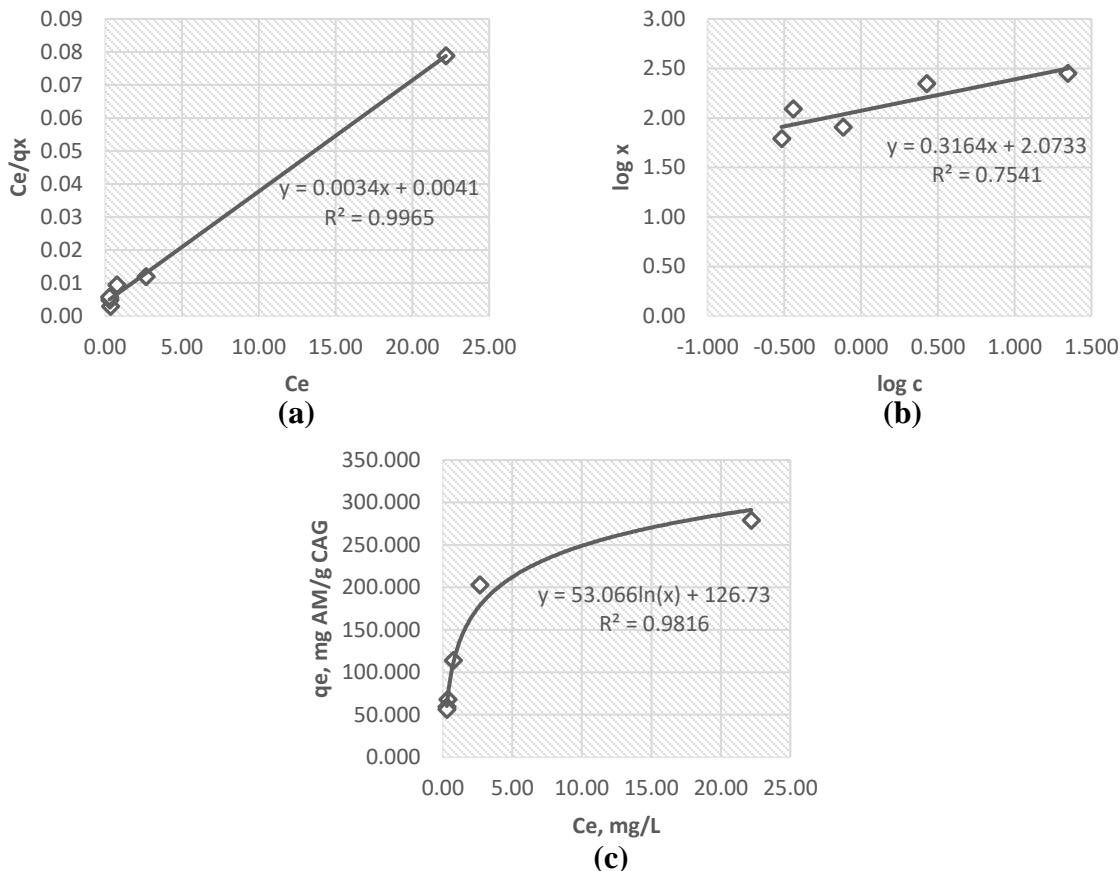 0.09
0.08
0.07
0.06
0.05
0.04
0.03
0.02
0.01
0.00
Ce/qx
y = 0.0034x + 0.0041
R² = 0.9965
0.00 5.00 10.00 15.00 20.00 25.00
Ce
(a)
3.00
2.50
2.00
1.50
1.00
0.50
0.00
log x
y = 0.3164x + 2.0733
R² = 0.7541
-1.000 -0.500 0.000 0.500 1.000 1.500
log c
(b)
350.000
300.000
250.000
200.000
150.000
100.000
50.000
0.000
qe, mg AM/g CAG
y = 53.066ln(x) + 126.73
R² = 0.9816
0.00 5.00 10.00 15.00 20.00 25.00
Ce, mg/L
(c)